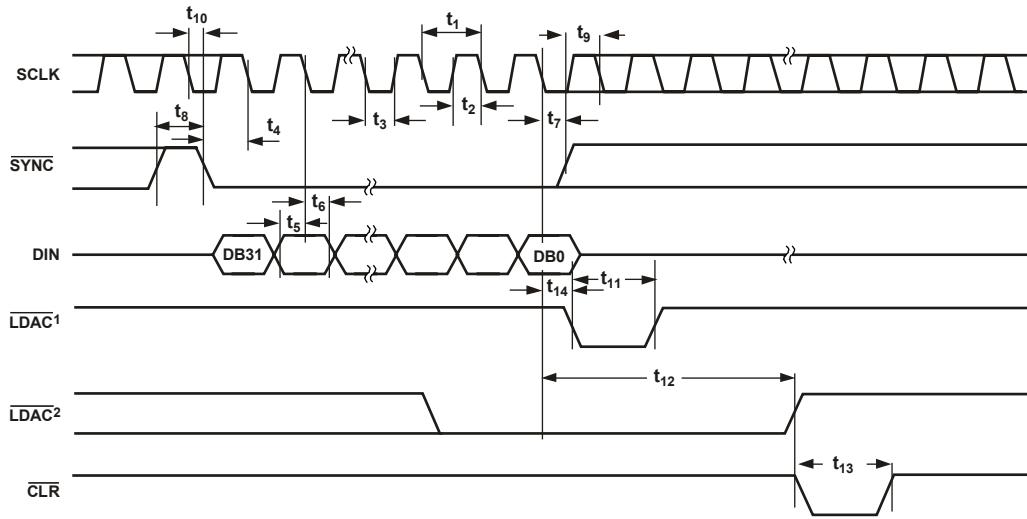 t10
t1
t9
SCLK
t8
t4
t3
t2
t7
SYNC
t6
t5
DIN
DB31
DB0
t14
t11
LDAC1
t12
LDAC2
t13
CLR